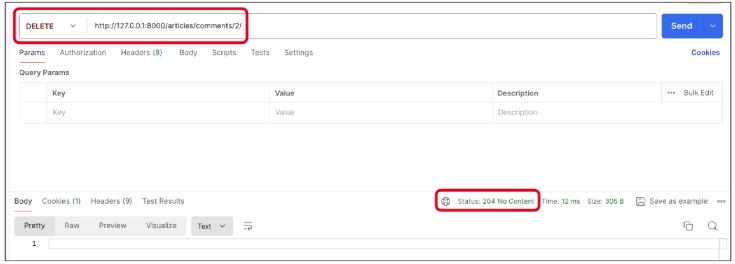 DELETE http://127.0.0.1:8000/articles/comments/2/ Send
Params Authorization Headers (8) Body Scripts Tests Settings Cookies
Query Params
Key Value Description ••• Bulk Edit
Key Value Description
Body Cookies (1) Headers (9) Test Results Status: 204 No Content Time: 12 ms Size: 305 B Save as example •••
Pretty Raw Preview Visualize Text
1